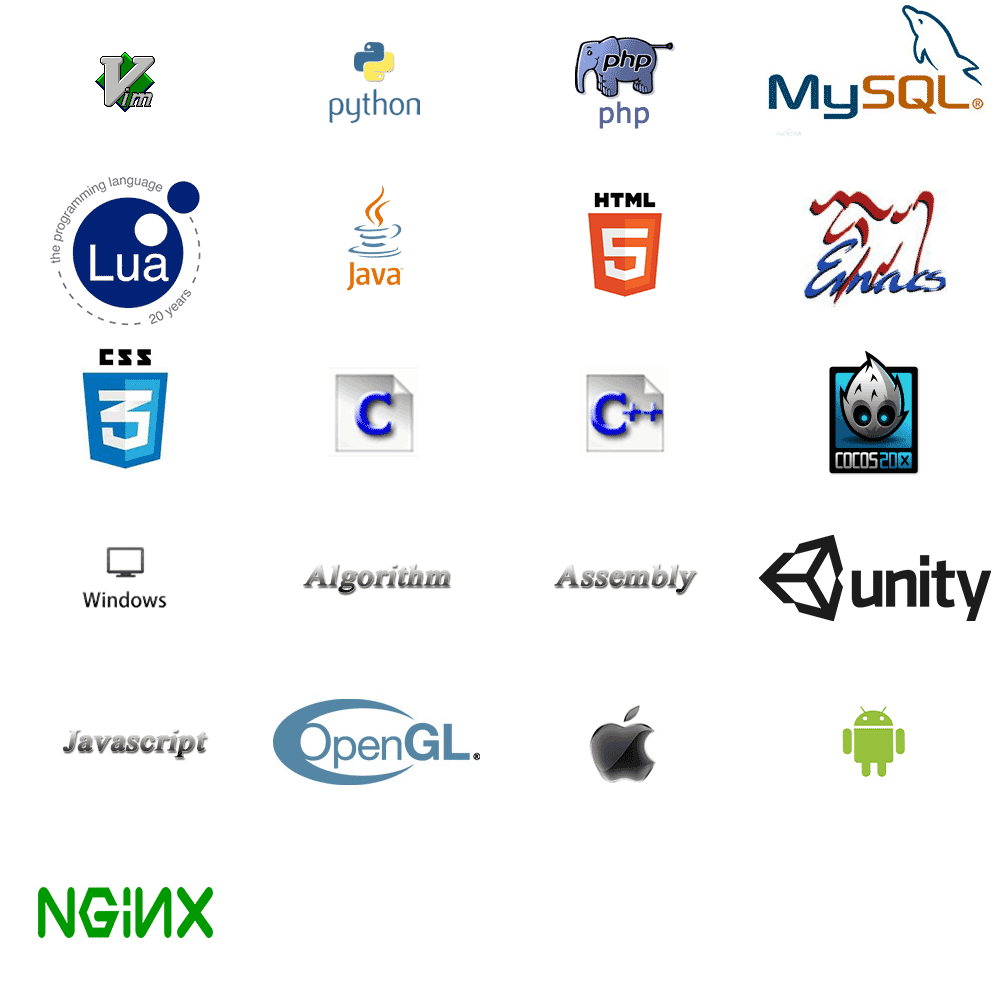 Vim
python
php
php
MySQL®
the programming language
Lua
20 years
Java
HTML
5
Emacs
CSS
3
C
C++
COCOS2DX
Windows
Algorithm
Assembly
unity
Javascript
OpenGL®
NGiNX